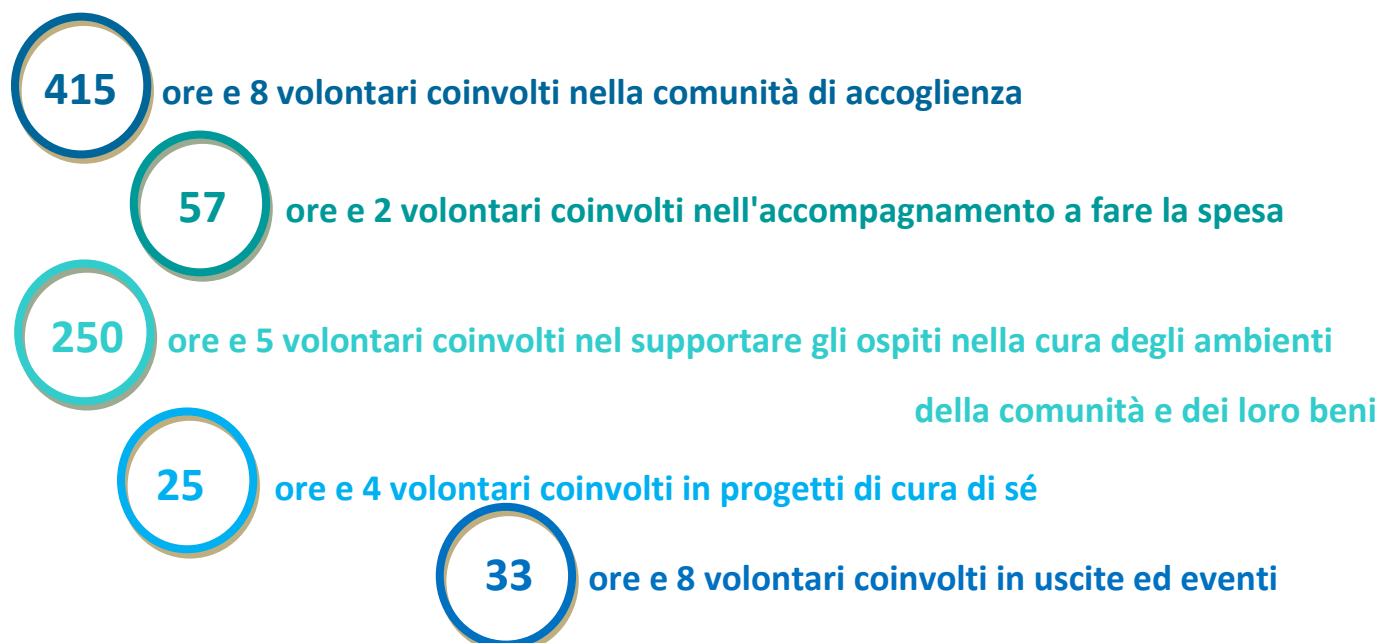 415 ore e 8 volontari coinvolti nella comunità di accoglienza
57 ore e 2 volontari coinvolti nell'accompagnamento a fare la spesa
250 ore e 5 volontari coinvolti nel supportare gli ospiti nella cura degli ambienti
della comunità e dei loro beni
25 ore e 4 volontari coinvolti in progetti di cura di sé
33 ore e 8 volontari coinvolti in uscite ed eventi